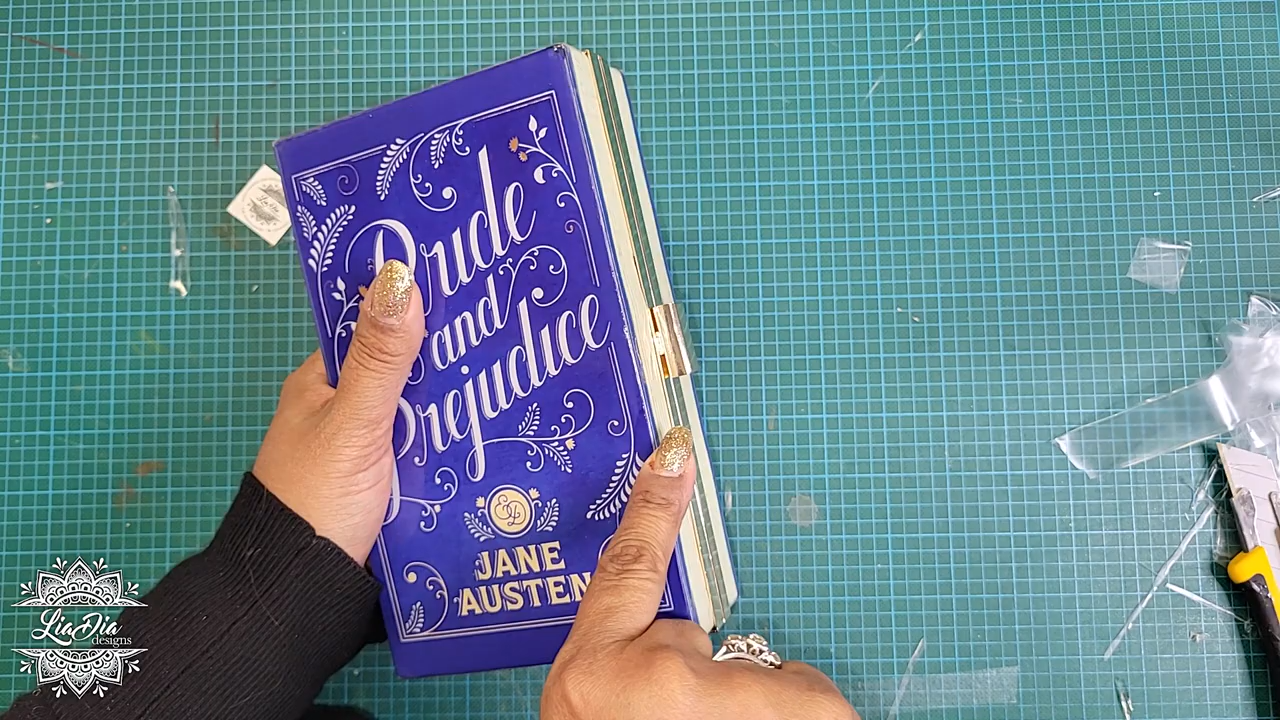 Pride
and
Prejudice
JANE
AUSTEN
LiaDia
designs